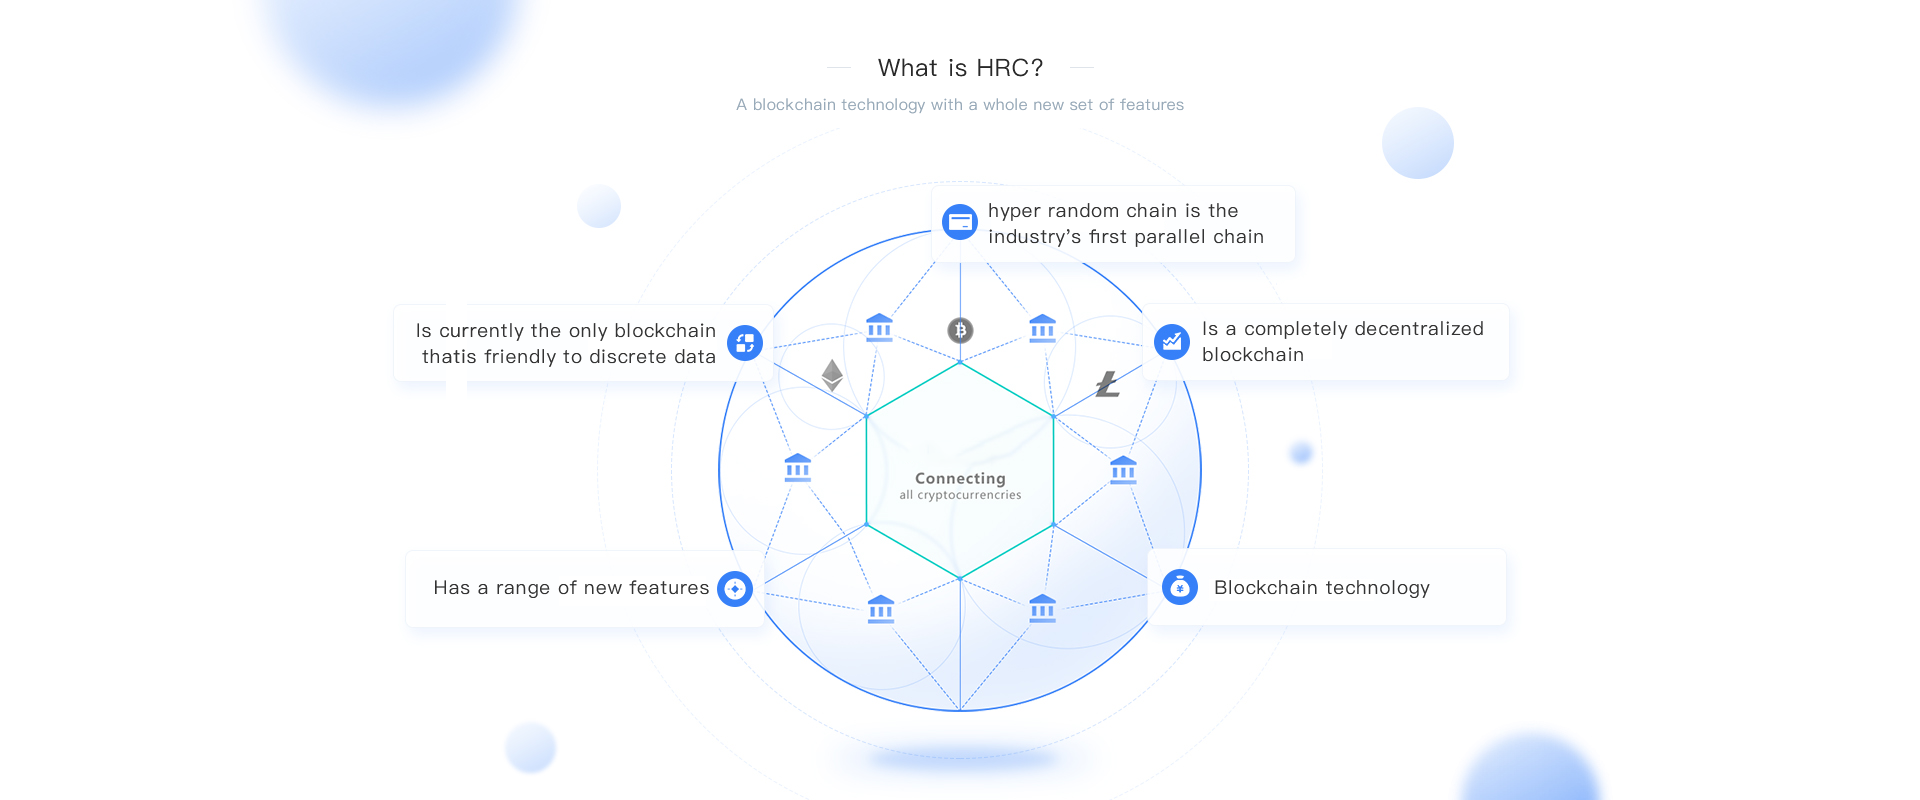 What is HRC?
A blockchain technology with a whole new set of features
hyper random chain is the
industry's first parallel chain
Is currently the only blockchain
thatis friendly to discrete data
Is a completely decentralized
blockchain
Connecting
all cryptocurrencries
Has a range of new features
Blockchain technology